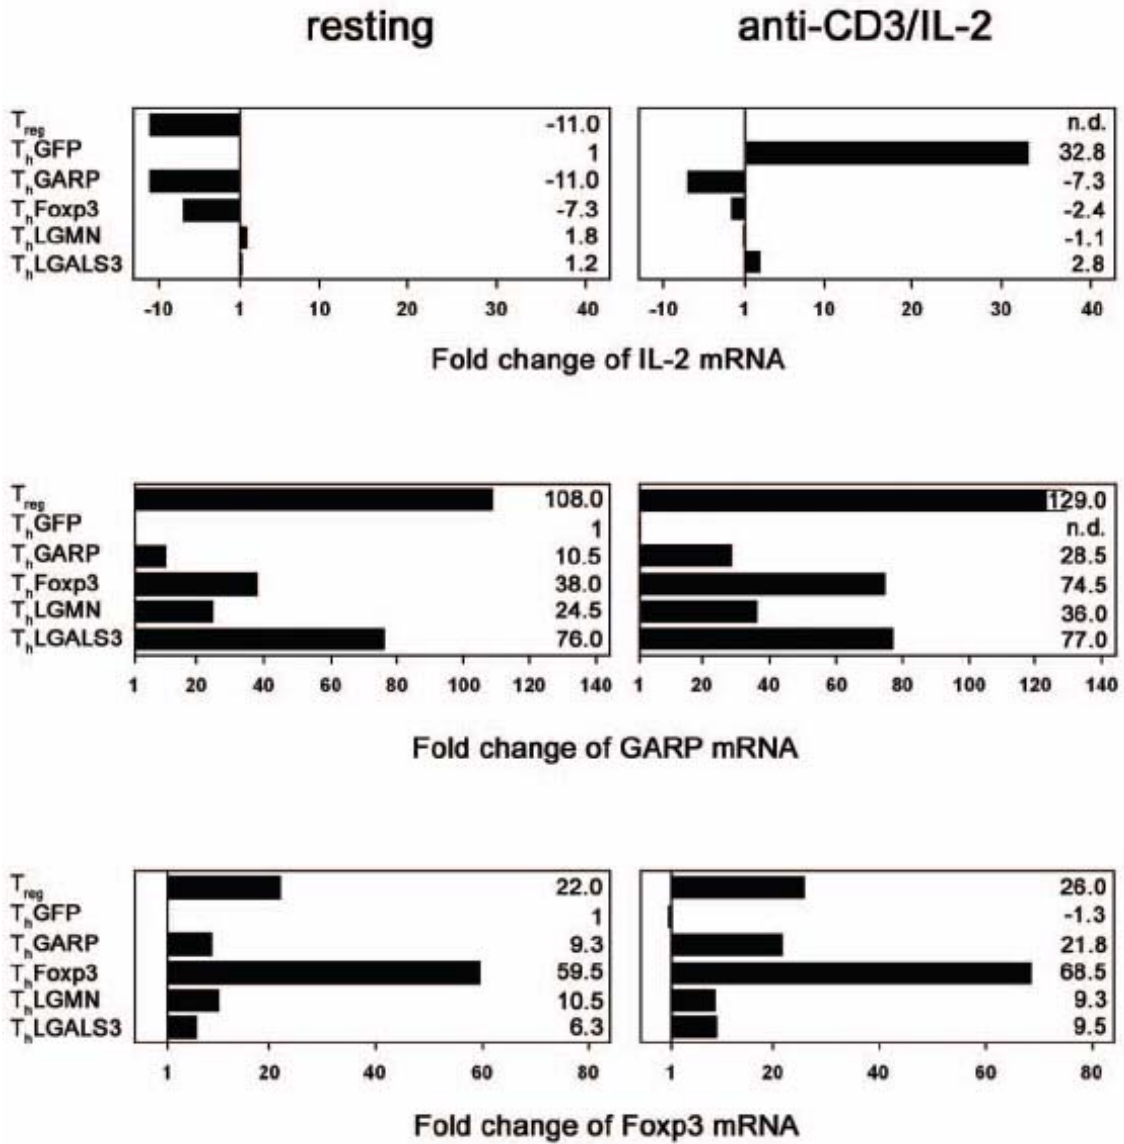 resting anti-CD3/IL-2
Treg -11.0 n.d.
ThGFP 1 32.8
ThGARP -11.0 -7.3
ThFoxp3 -7.3 -2.4
ThLGMN 1.8 -1.1
ThLGALS3 1.2 2.8
-10 1 10 20 30 40 -10 1 10 20 30 40
Fold change of IL-2 mRNA
Treg 108.0 129.0
ThGFP 1 n.d.
ThGARP 10.5 28.5
ThFoxp3 38.0 74.5
ThLGMN 24.5 36.0
ThLGALS3 76.0 77.0
1 20 40 60 80 100 120 140 1 20 40 60 80 100 120 140
Fold change of GARP mRNA
Treg 22.0 26.0
ThGFP 1 -1.3
ThGARP 9.3 21.8
ThFoxp3 59.5 68.5
ThLGMN 10.5 9.3
ThLGALS3 6.3 9.5
1 20 40 60 80 1 20 40 60 80
Fold change of Foxp3 mRNA